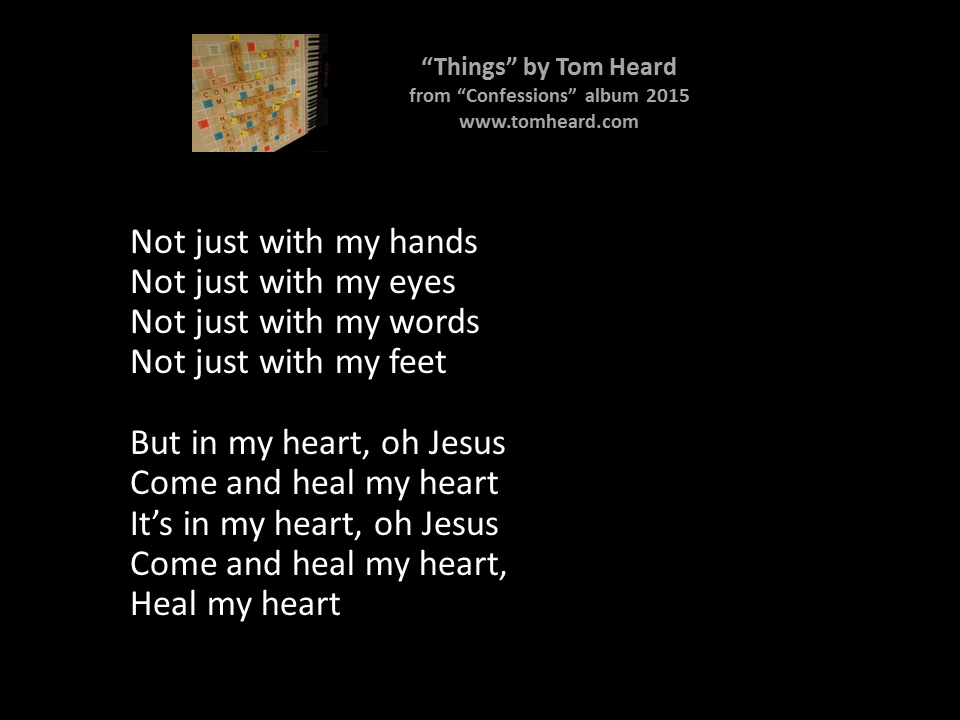 “Things” by Tom Heard
from “Confessions” album 2015
www.tomheard.com
CONFESSIONS
Not just with my hands
Not just with my eyes
Not just with my words
Not just with my feet
But in my heart, oh Jesus
Come and heal my heart
It’s in my heart, oh Jesus
Come and heal my heart,
Heal my heart